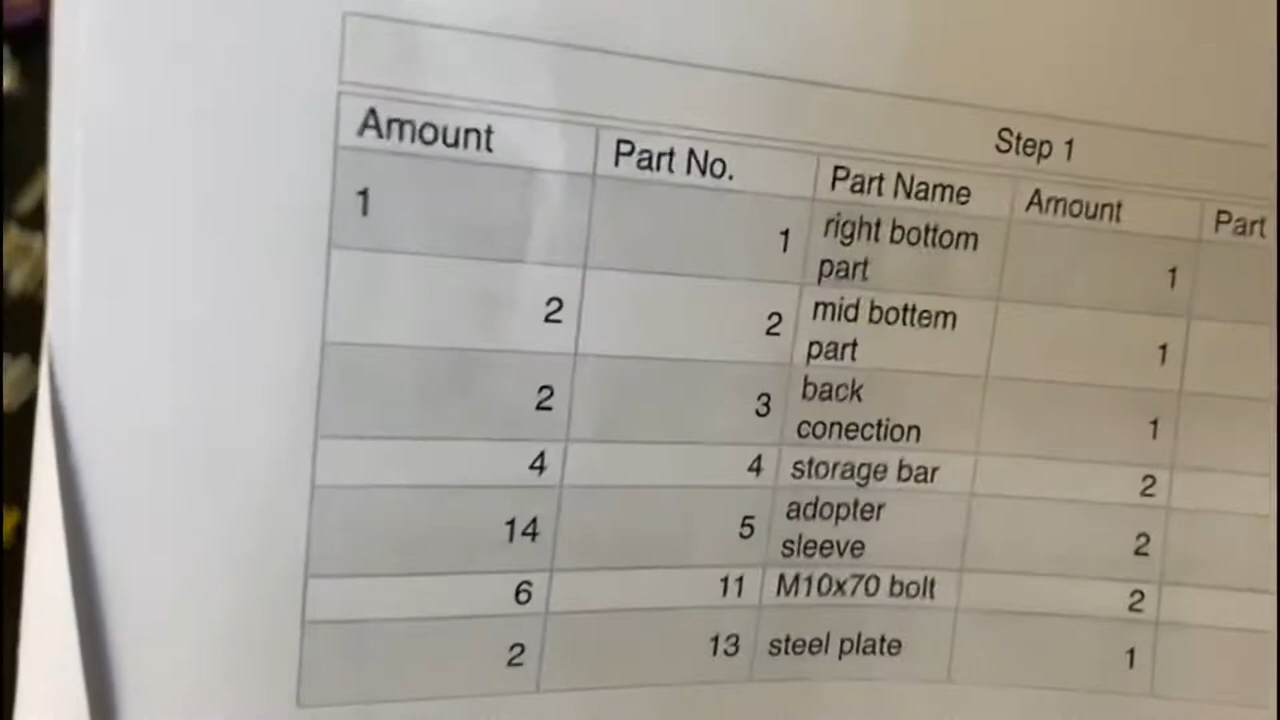 Step 1
Amount Part No. Part Name Amount Part
1 1 right bottom
part 1
2 2 mid bottem
part 1
2 3 back
conection 1
4 4 storage bar 2
14 5 adopter
sleeve 2
6 11 M10x70 bolt 2
2 13 steel plate 1